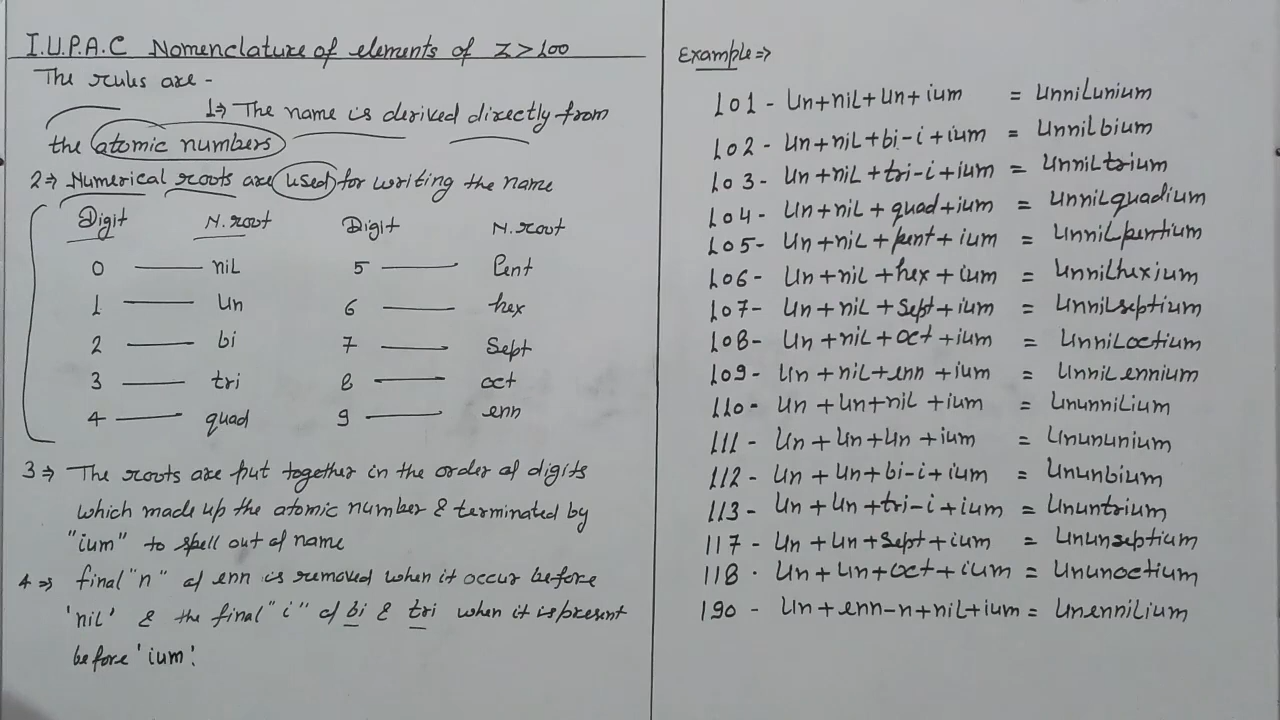 I.U.P.A.C Nomenclature of elements of Z>100
The rules are -
1⇒ The name is derived directly from
the atomic numbers
2⇒ Numerical roots are used for writing the name
Digit N.root Digit N.root
0 — nil 5 — Pent
1 — Un 6 — hex
2 — bi 7 — Sept
3 — tri 8 — oct
4 — quad 9 — enn
3⇒ The roots are put together in the order of digits
which made up the atomic number & terminated by
"ium" to spell out of name
4⇒ final "n" of enn is removed when it occur before
'nil' & the final "i" of bi & tri when it is present
before 'ium'.
Example⇒
101 - Un+nil+Un+ium = Unnilunium
102 - Un+nil+bi-i+ium = Unnilbium
103 - Un+nil+tri-i+ium = Unniltrium
104 - Un+nil+quad+ium = Unnilquadium
105 - Un+nil+pent+ium = Unnilpentium
106 - Un+nil+hex+ium = Unnilhexium
107 - Un+nil+Sept+ium = Unnilseptium
108 - Un+nil+oct+ium = Unniloctium
109 - Un+nil+enn+ium = Unnilennium
110 - Un+Un+nil+ium = Ununnilium
111 - Un+Un+Un+ium = Unununium
112 - Un+Un+bi-i+ium = Ununbium
113 - Un+Un+tri-i+ium = Ununtrium
117 - Un+Un+Sept+ium = Ununseptium
118 - Un+Un+oct+ium = Ununoctium
190 - Un+enn-n+nil+ium = Unennilium